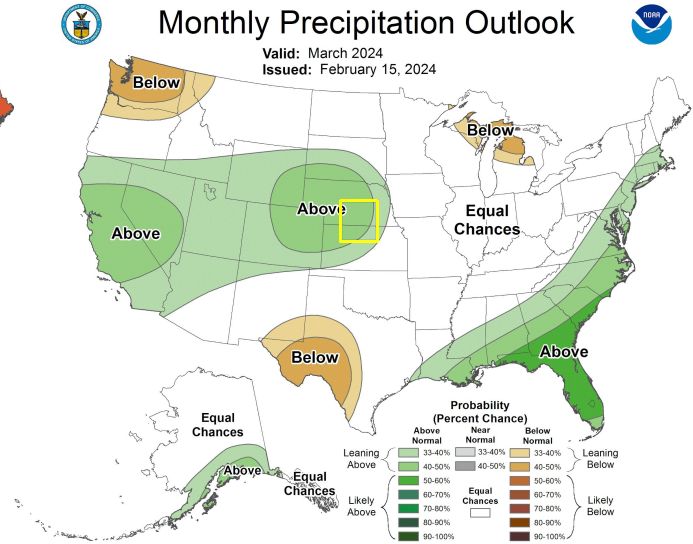 Monthly Precipitation Outlook
NOAA
Valid: March 2024
Issued: February 15, 2024
Below
Below
Above
Above
Equal
Chances
Below
Above
Equal
Chances
Above
Equal
Chances
Probability
(Percent Chance)
Above
Normal
Near
Normal
Below
Normal
Leaning
Above
33-40%
33-40%
33-40%
Leaning
Below
40-50%
40-50%
40-50%
Likely
Above
50-60%
60-70%
70-80%
80-90%
90-100%
Equal
Chances
50-60%
60-70%
70-80%
80-90%
90-100%
Likely
Below